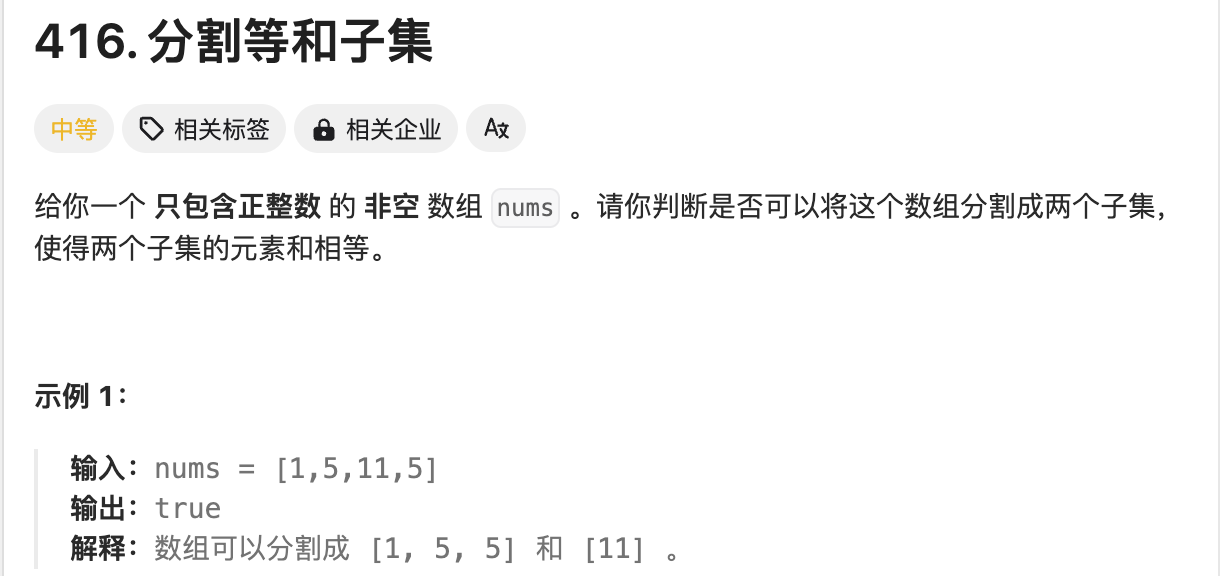 416. 分割等和子集
中等 相关标签 相关企业 A文
给你一个 只包含正整数 的 非空 数组 nums 。请你判断是否可以将这个数组分割成两个子集，
使得两个子集的元素和相等。
示例 1：
输入：nums = [1,5,11,5]
输出：true
解释：数组可以分割成 [1, 5, 5] 和 [11] 。